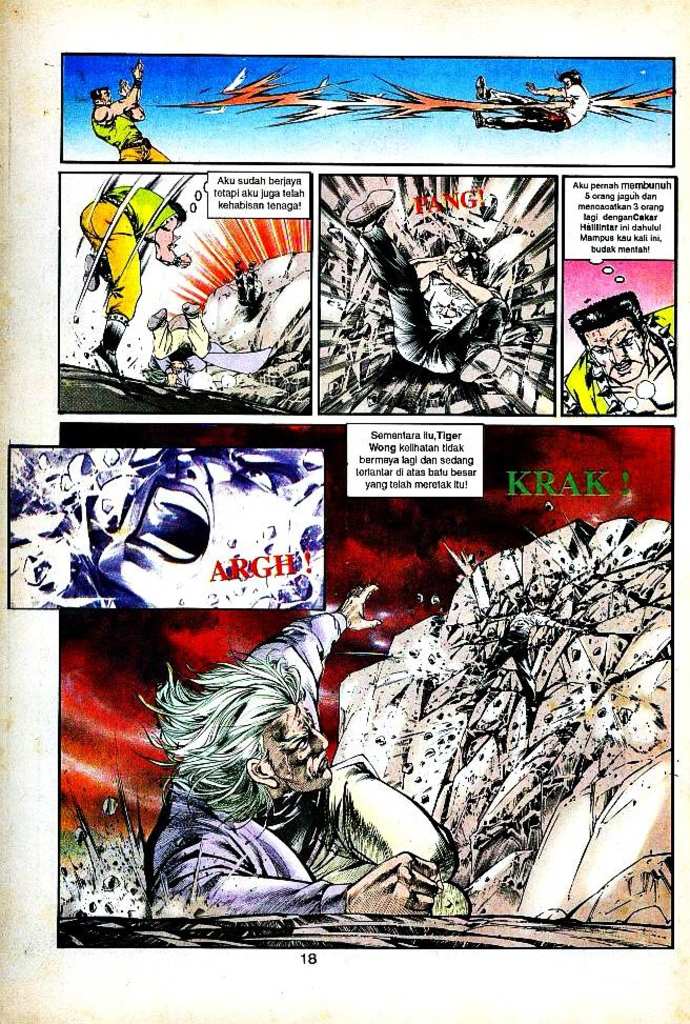 Aku sudah berjaya
tetapi aku juga telah
kehabisan tenaga!
PANG!
Aku pernah membunuh
5 orang jaguh dan
mencacatkan 3 orang
lagi denganCakar
Halilintar ini dahulu!
Mampus kau kali ini,
budak mentah!
Sementara itu,Tiger
Wong kelihatan tidak
bermaya lagi dan sedang
terlantar di atas batu besar
yang telah meretak itu!
KRAK !
ARGH !
18